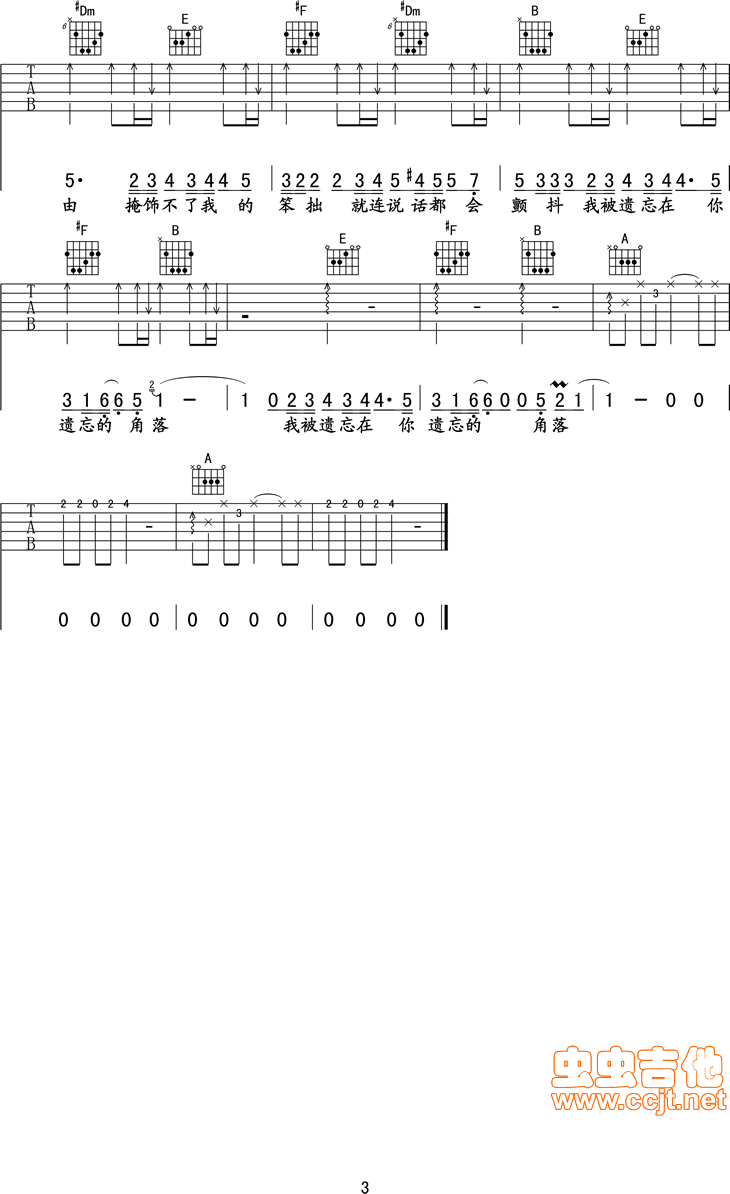 #Dm E #F #Dm B E
6 6
T A B
5· 2 3 4 3 4 4 5 3 2 2 2 3 4 5 #4 5 5 7 5 3 3 3 2 3 4 3 4 4· 5
由 掩饰不了我的 笨拙 就连说话都会 颤抖 我被遗忘在你
#F B E #F B A
T A B 3
3 1 6 6 5 2 1 - 1 0 2 3 4 3 4 4· 5 3 1 6 6 0 0 5 2 1 1 - 0 0
遗忘的角落 我被遗忘在你 遗忘的 角落
A
T A B 2 2 0 2 4 3 2 2 0 2 4
0 0 0 0 0 0 0 0 0 0 0 0
虫虫吉他
www.ccjt.net
3